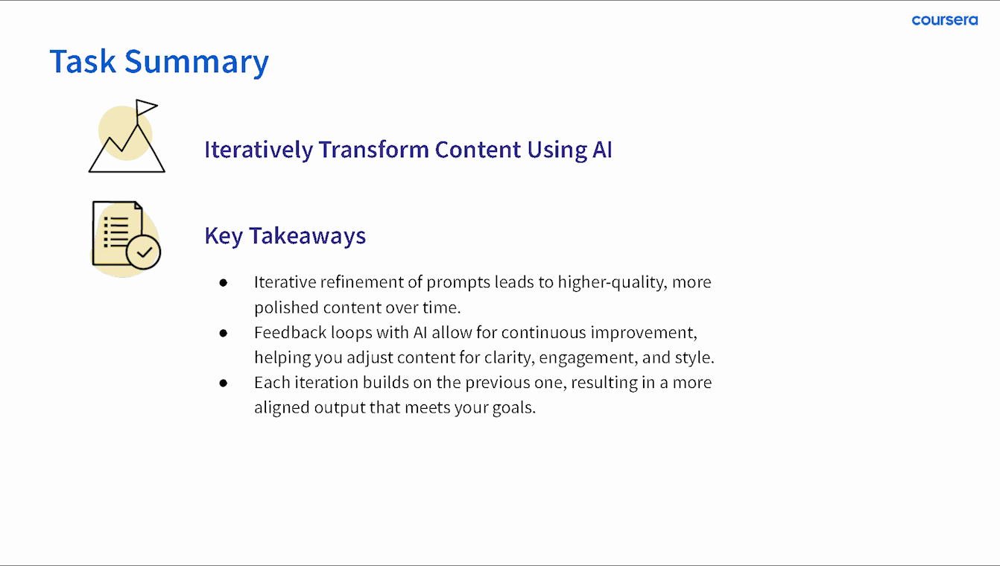 coursera
Task Summary
Iteratively Transform Content Using AI
Key Takeaways
● Iterative refinement of prompts leads to higher-quality, more
polished content over time.
● Feedback loops with AI allow for continuous improvement,
helping you adjust content for clarity, engagement, and style.
● Each iteration builds on the previous one, resulting in a more
aligned output that meets your goals.